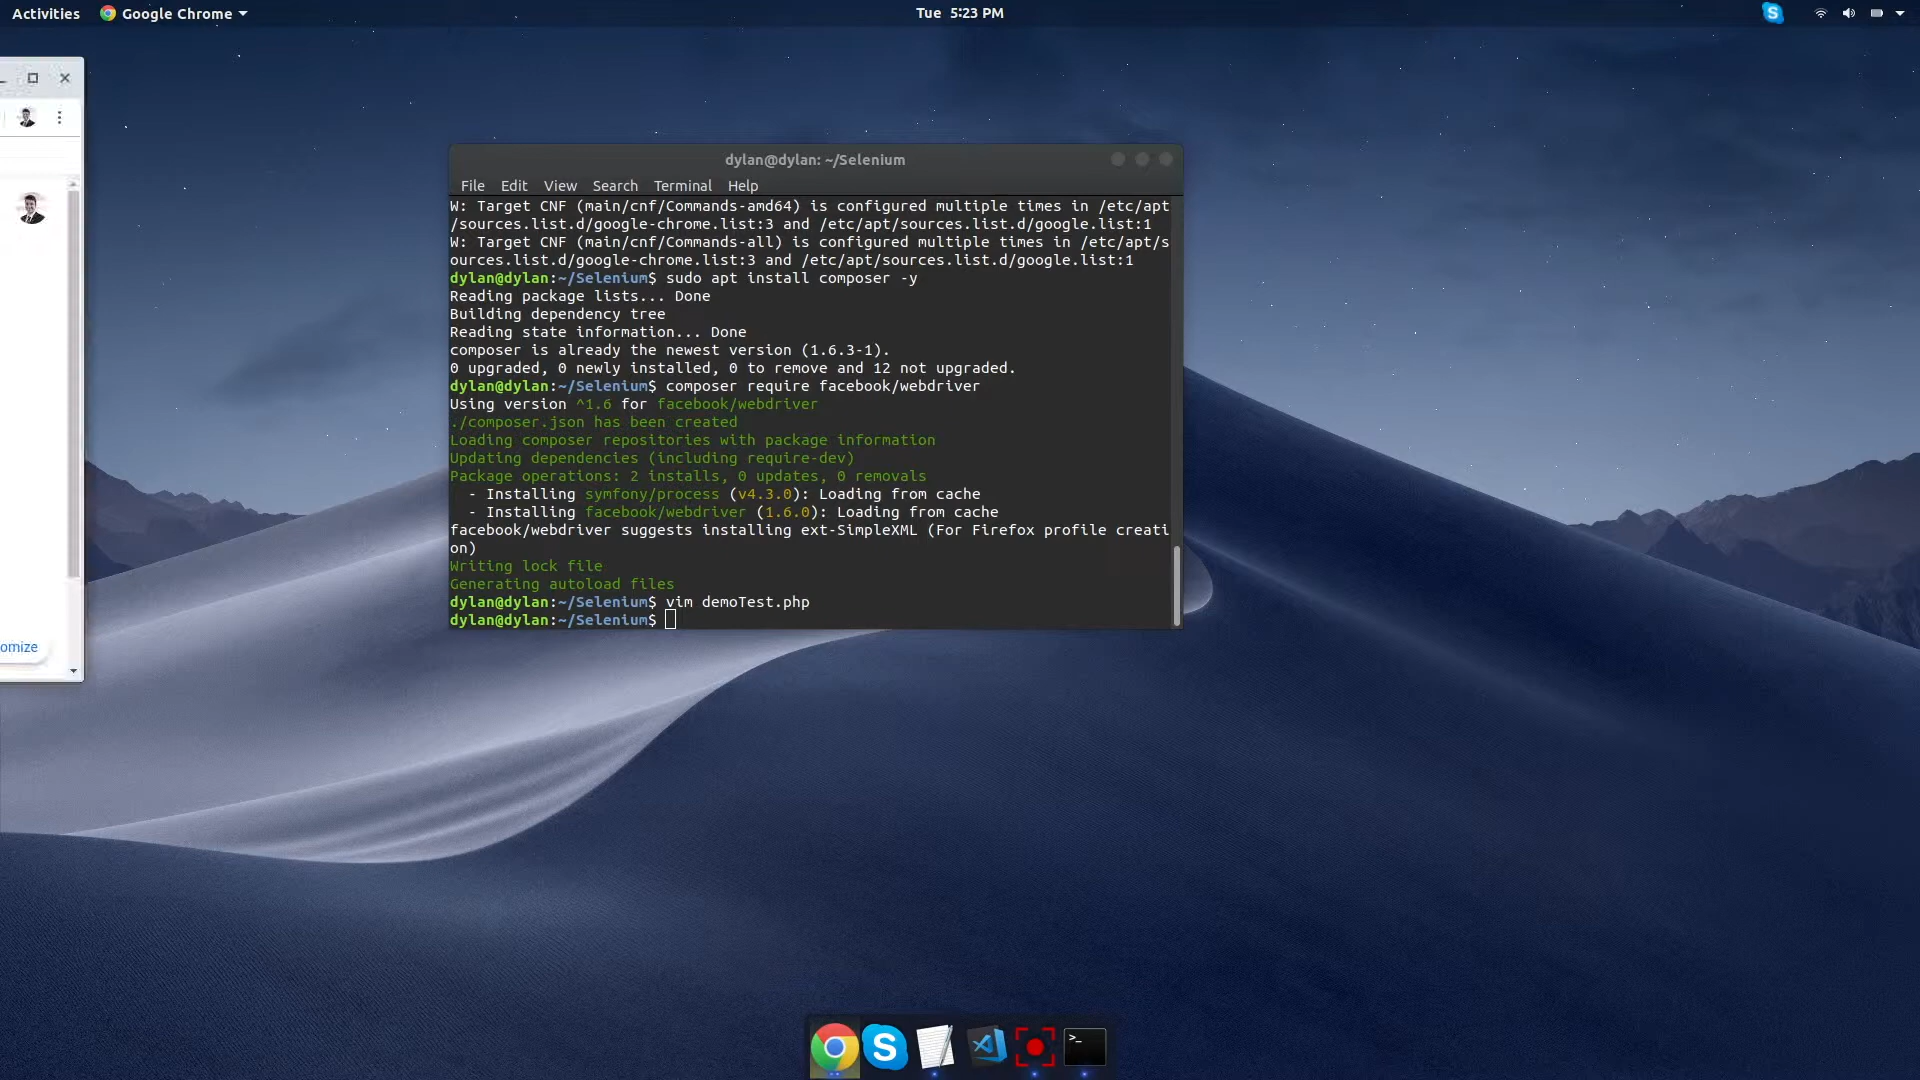 Activities Google Chrome Tue 5:23 PM
dylan@dylan: ~/Selenium
File Edit View Search Terminal Help
W: Target CNF (main/cnf/Commands-amd64) is configured multiple times in /etc/apt
/sources.list.d/google-chrome.list:3 and /etc/apt/sources.list.d/google.list:1
W: Target CNF (main/cnf/Commands-all) is configured multiple times in /etc/apt/s
ources.list.d/google-chrome.list:3 and /etc/apt/sources.list.d/google.list:1
dylan@dylan:~/Selenium$ sudo apt install composer -y
Reading package lists... Done
Building dependency tree
Reading state information... Done
composer is already the newest version (1.6.3-1).
0 upgraded, 0 newly installed, 0 to remove and 12 not upgraded.
dylan@dylan:~/Selenium$ composer require facebook/webdriver
Using version ^1.6 for facebook/webdriver
./composer.json has been created
Loading composer repositories with package information
Updating dependencies (including require-dev)
Package operations: 2 installs, 0 updates, 0 removals
- Installing symfony/process (v4.3.0): Loading from cache
- Installing facebook/webdriver (1.6.0): Loading from cache
facebook/webdriver suggests installing ext-SimpleXML (For Firefox profile creati
on)
Writing lock file
Generating autoload files
dylan@dylan:~/Selenium$ vim demoTest.php
dylan@dylan:~/Selenium$
omize